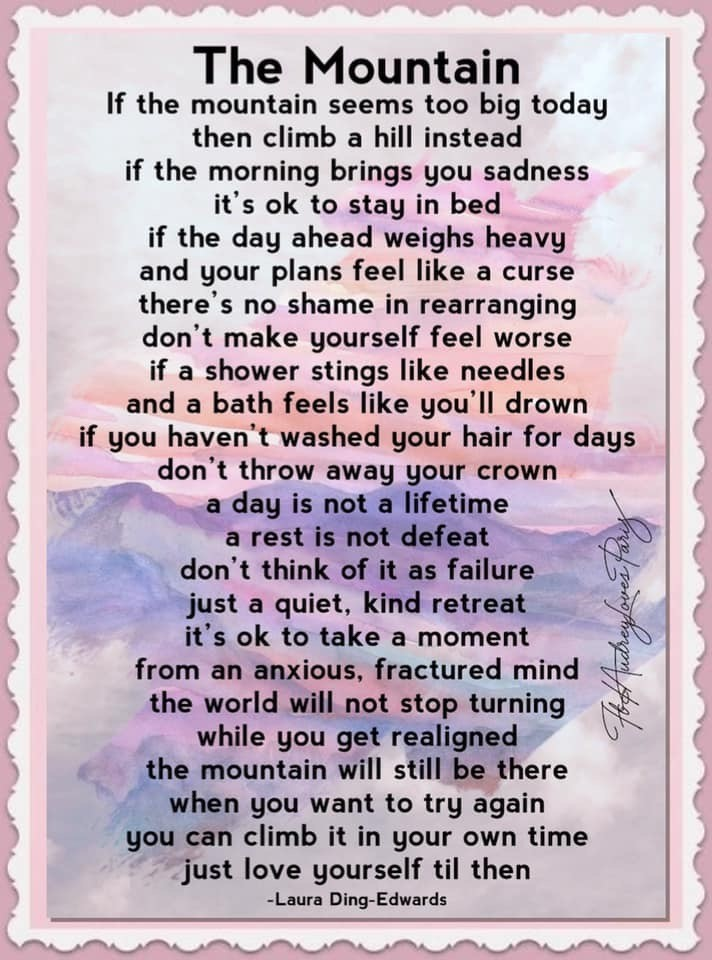 The Mountain
If the mountain seems too big today
then climb a hill instead
if the morning brings you sadness
it's ok to stay in bed
if the day ahead weighs heavy
and your plans feel like a curse
there's no shame in rearranging
don't make yourself feel worse
if a shower stings like needles
and a bath feels like you'll drown
if you haven't washed your hair for days
don't throw away your crown
a day is not a lifetime
a rest is not defeat
don't think of it as failure
just a quiet, kind retreat
it's ok to take a moment
from an anxious, fractured mind
the world will not stop turning
while you get realigned
the mountain will still be there
when you want to try again
you can climb it in your own time
just love yourself til then
-Laura Ding-Edwards
AudreyLovesParis